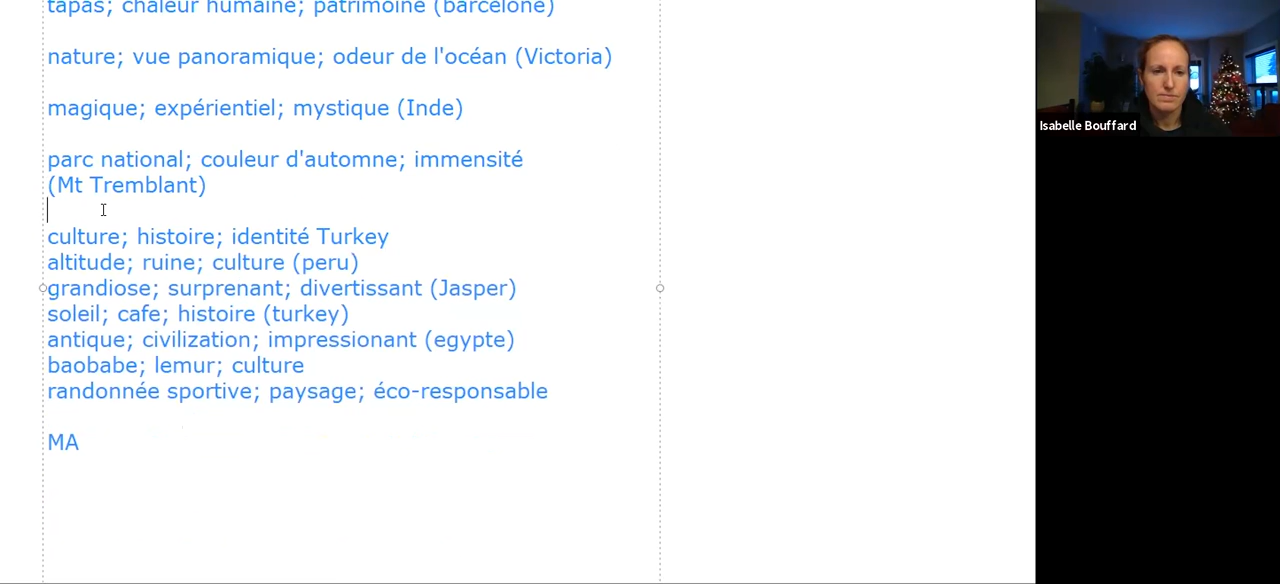 tapas; chaleur humaine; patrimoine (barcelone)
nature; vue panoramique; odeur de l'océan (Victoria)
magique; expérientiel; mystique (Inde)
parc national; couleur d'automne; immensité
(Mt Tremblant)
culture; histoire; identité Turkey
altitude; ruine; culture (peru)
grandiose; surprenant; divertissant (Jasper)
soleil; cafe; histoire (turkey)
antique; civilization; impressionant (egypte)
baobabe; lemur; culture
randonnée sportive; paysage; éco-responsable
MA
Isabelle Bouffard